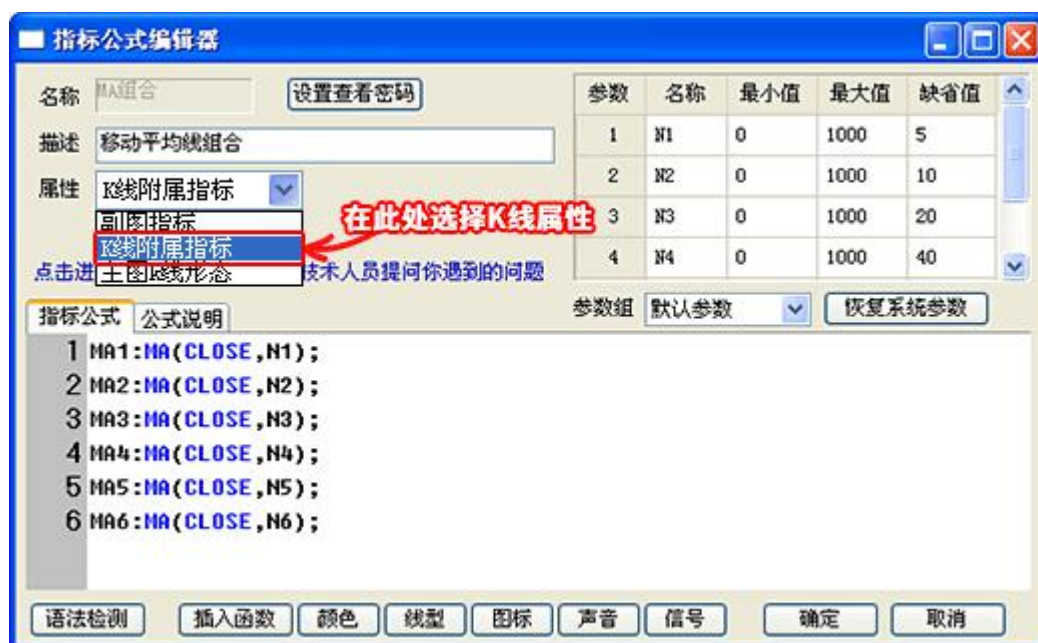 指标公式编辑器
名称 MA组合 设置查看密码
描述 移动平均线组合
属性 K线附属指标
副图指标
K线附属指标
主图K线形态
在此处选择K线属性
点击进
技术人员提问你遇到的问题
参数 名称 最小值 最大值 缺省值
1 N1 0 1000 5
2 N2 0 1000 10
3 N3 0 1000 20
4 N4 0 1000 40
参数组 默认参数 恢复系统参数
指标公式 公式说明
1 MA1:MA(CLOSE,N1);
2 MA2:MA(CLOSE,N2);
3 MA3:MA(CLOSE,N3);
4 MA4:MA(CLOSE,N4);
5 MA5:MA(CLOSE,N5);
6 MA6:MA(CLOSE,N6);
语法检测 插入函数 颜色 线型 图标 声音 信号 确定 取消